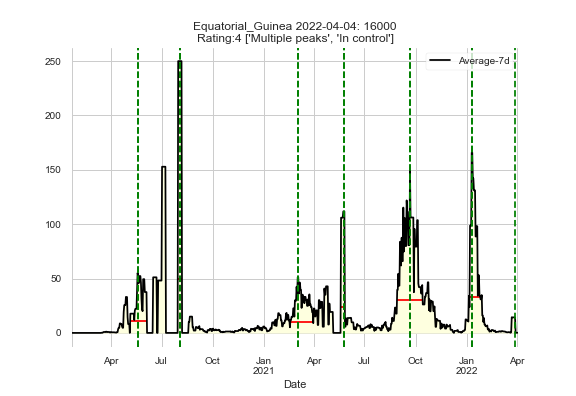 Equatorial_Guinea 2022-04-04: 16000
Rating:4 ['Multiple peaks', 'In control']
Average-7d
250
200
150
100
50
0
Apr Jul Oct Jan Apr Jul Oct Jan Apr
2021 2022
Date